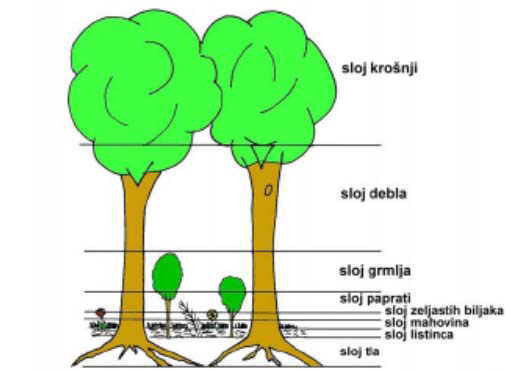 sloj krošnji
sloj debla
sloj grmlja
sloj paprati
sloj zeljastih biljaka
sloj mahovina
sloj listinca
sloj tla